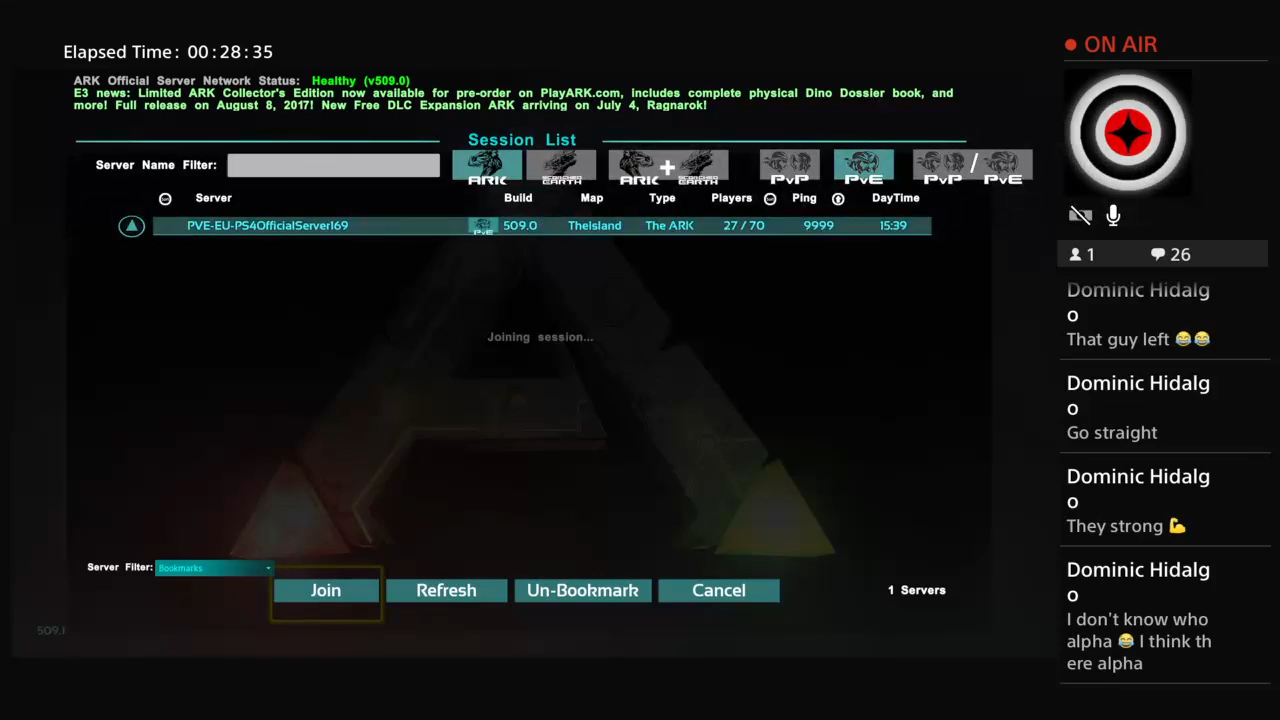 Elapsed Time: 00:28:35
ARK Official Server Network Status: Healthy (v509.0)
E3 news: Limited ARK Collector's Edition now available for pre-order on PlayARK.com, includes complete physical Dino Dossier book, and
more! Full release on August 8, 2017! New Free DLC Expansion ARK arriving on July 4, Ragnarok!
Session List
Server Name Filter:
ARK SCORCHED EARTH ARK + SCORCHED EARTH PvP PvE PvP / PvE
Server Build Map Type Players Ping DayTime
PVE-EU-PS4OfficialServer169 PvE 509.0 TheIsland The ARK 27 / 70 9999 15:39
Joining session...
Server Filter: Bookmarks
Join Refresh Un-Bookmark Cancel 1 Servers
509.1
ON AIR
1 26
Dominic Hidalg
o
That guy left 😂😂
Dominic Hidalg
o
Go straight
Dominic Hidalg
o
They strong 💪
Dominic Hidalg
o
I don't know who
alpha 😂 I think th
ere alpha